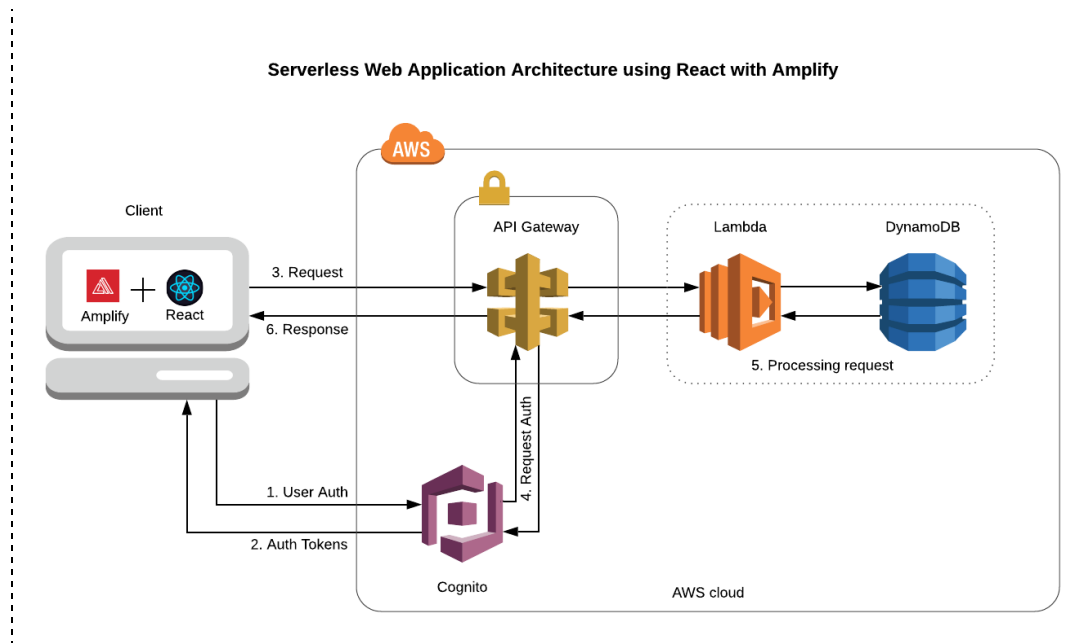 Serverless Web Application Architecture using React with Amplify
AWS
Client
API Gateway
Lambda
DynamoDB
3. Request
Amplify
React
6. Response
5. Processing request
4. Request Auth
1. User Auth
2. Auth Tokens
Cognito
AWS cloud